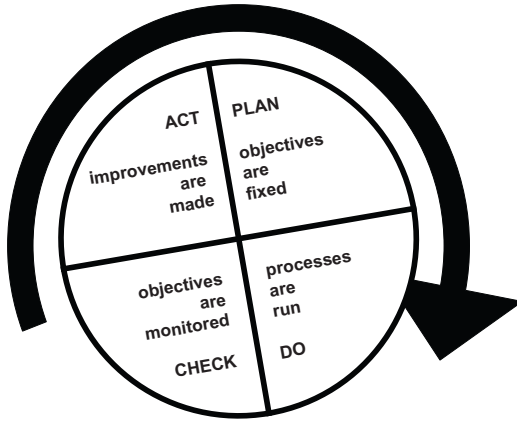 ACT
improvements
are
made
PLAN
objectives
are
fixed
objectives
are
monitored
CHECK
processes
are
run
DO